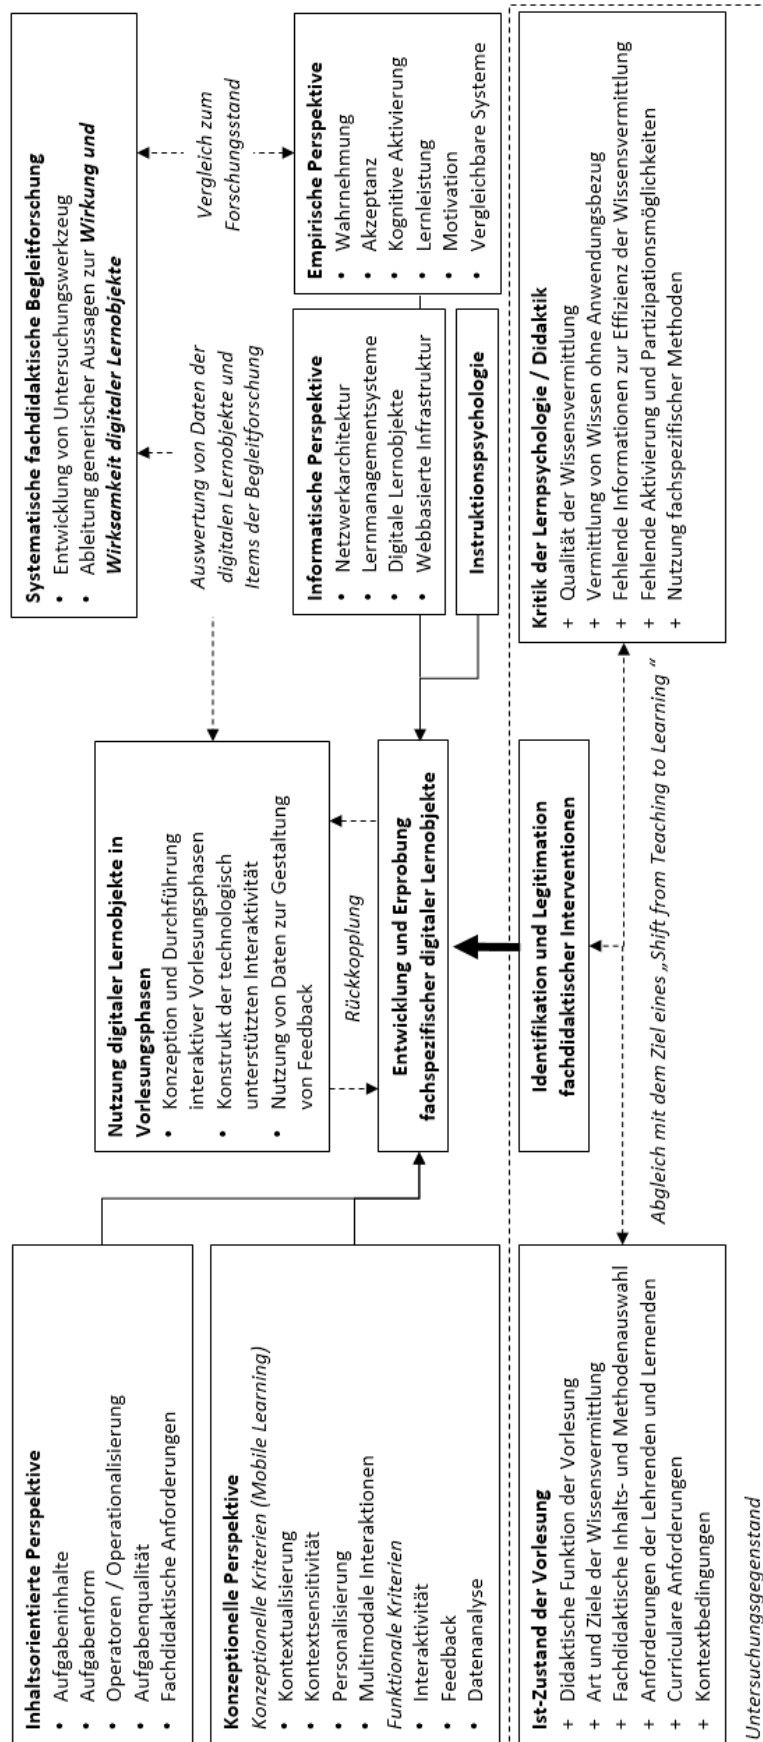 Inhaltsorientierte Perspektive
• Aufgabeninhalte
• Aufgabenform
• Operatoren / Operationalisierung
• Aufgabenqualität
• Fachdidaktische Anforderungen
Konzeptionelle Perspektive
Konzeptionelle Kriterien (Mobile Learning)
• Kontextualisierung
• Kontextsensitivität
• Personalisierung
• Multimodale Interaktionen
Funktionale Kriterien
• Interaktivität
• Feedback
• Datenanalyse
Nutzung digitaler Lernobjekte in
Vorlesungsphasen
• Konzeption und Durchführung
interaktiver Vorlesungsphasen
• Konstrukt der technologisch
unterstützten Interaktivität
• Nutzung von Daten zur Gestaltung
von Feedback
Rückkopplung
Entwicklung und Erprobung
fachspezifischer digitaler Lernobjekte
Systematische fachdidaktische Begleitforschung
• Entwicklung von Untersuchungswerkzeug
• Ableitung generischer Aussagen zur Wirkung und
Wirksamkeit digitaler Lernobjekte
Auswertung von Daten der
digitalen Lernobjekte und
Items der Begleitforschung
Vergleich zum
Forschungsstand
Informatische Perspektive
• Netzwerkarchitektur
• Lernmanagementsysteme
• Digitale Lernobjekte
• Webbasierte Infrastruktur
Empirische Perspektive
• Wahrnehmung
• Akzeptanz
• Kognitive Aktivierung
• Lernleistung
• Motivation
• Vergleichbare Systeme
Instruktionspsychologie
Ist-Zustand der Vorlesung
+ Didaktische Funktion der Vorlesung
+ Art und Ziele der Wissensvermittlung
+ Fachdidaktische Inhalts- und Methodenauswahl
+ Anforderungen der Lehrenden und Lernenden
+ Curriculare Anforderungen
+ Kontextbedingungen
Identifikation und Legitimation
fachdidaktischer Interventionen
Abgleich mit dem Ziel eines „Shift from Teaching to Learning“
Kritik der Lernpsychologie / Didaktik
+ Qualität der Wissensvermittlung
+ Vermittlung von Wissen ohne Anwendungsbezug
+ Fehlende Informationen zur Effizienz der Wissensvermittlung
+ Fehlende Aktivierung und Partizipationsmöglichkeiten
+ Nutzung fachspezifischer Methoden
Untersuchungsgegenstand